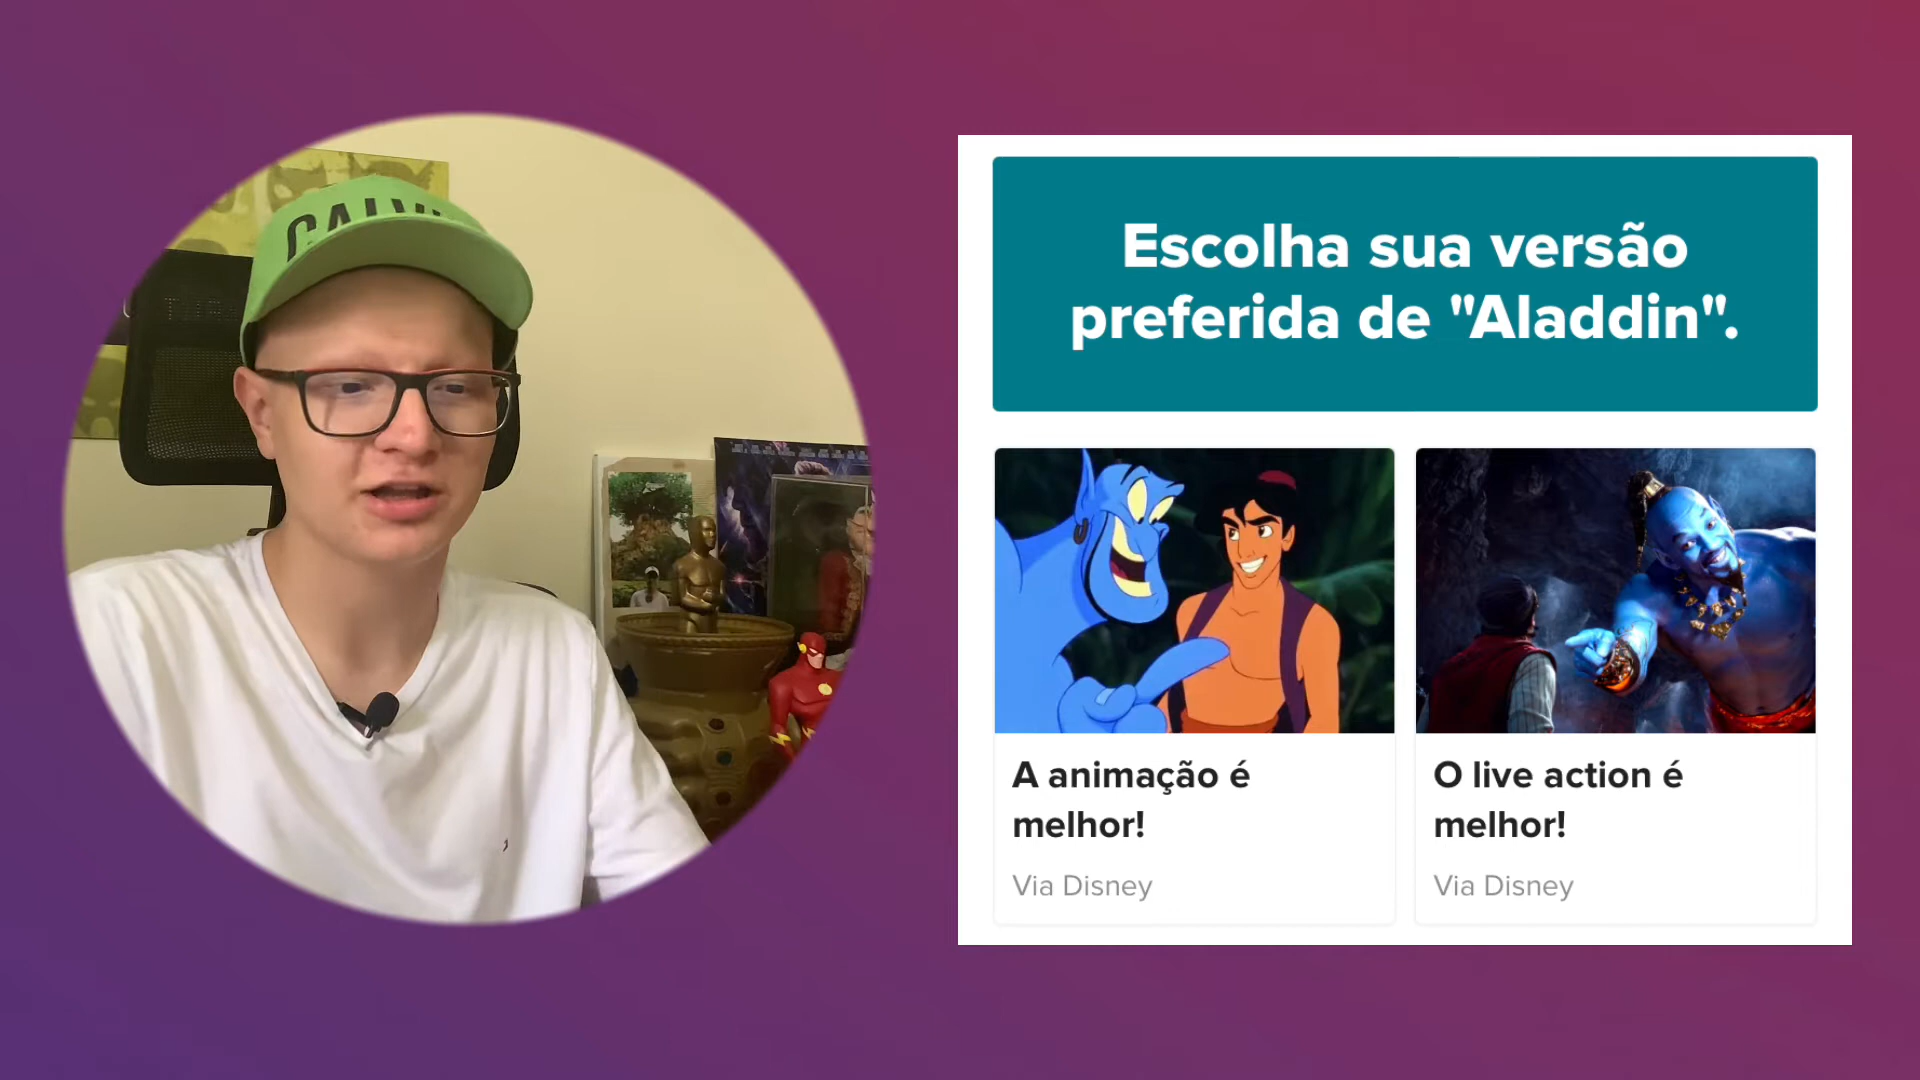 Escolha sua versão
preferida de "Aladdin".
A animação é
melhor!
Via Disney
O live action é
melhor!
Via Disney